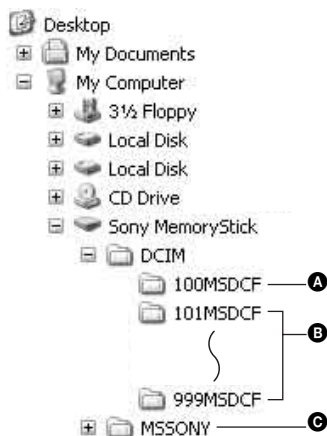 Desktop
My Documents
My Computer
3½ Floppy
Local Disk
Local Disk
CD Drive
Sony MemoryStick
DCIM
100MSDCF A
101MSDCF
B
999MSDCF
MSSONY C